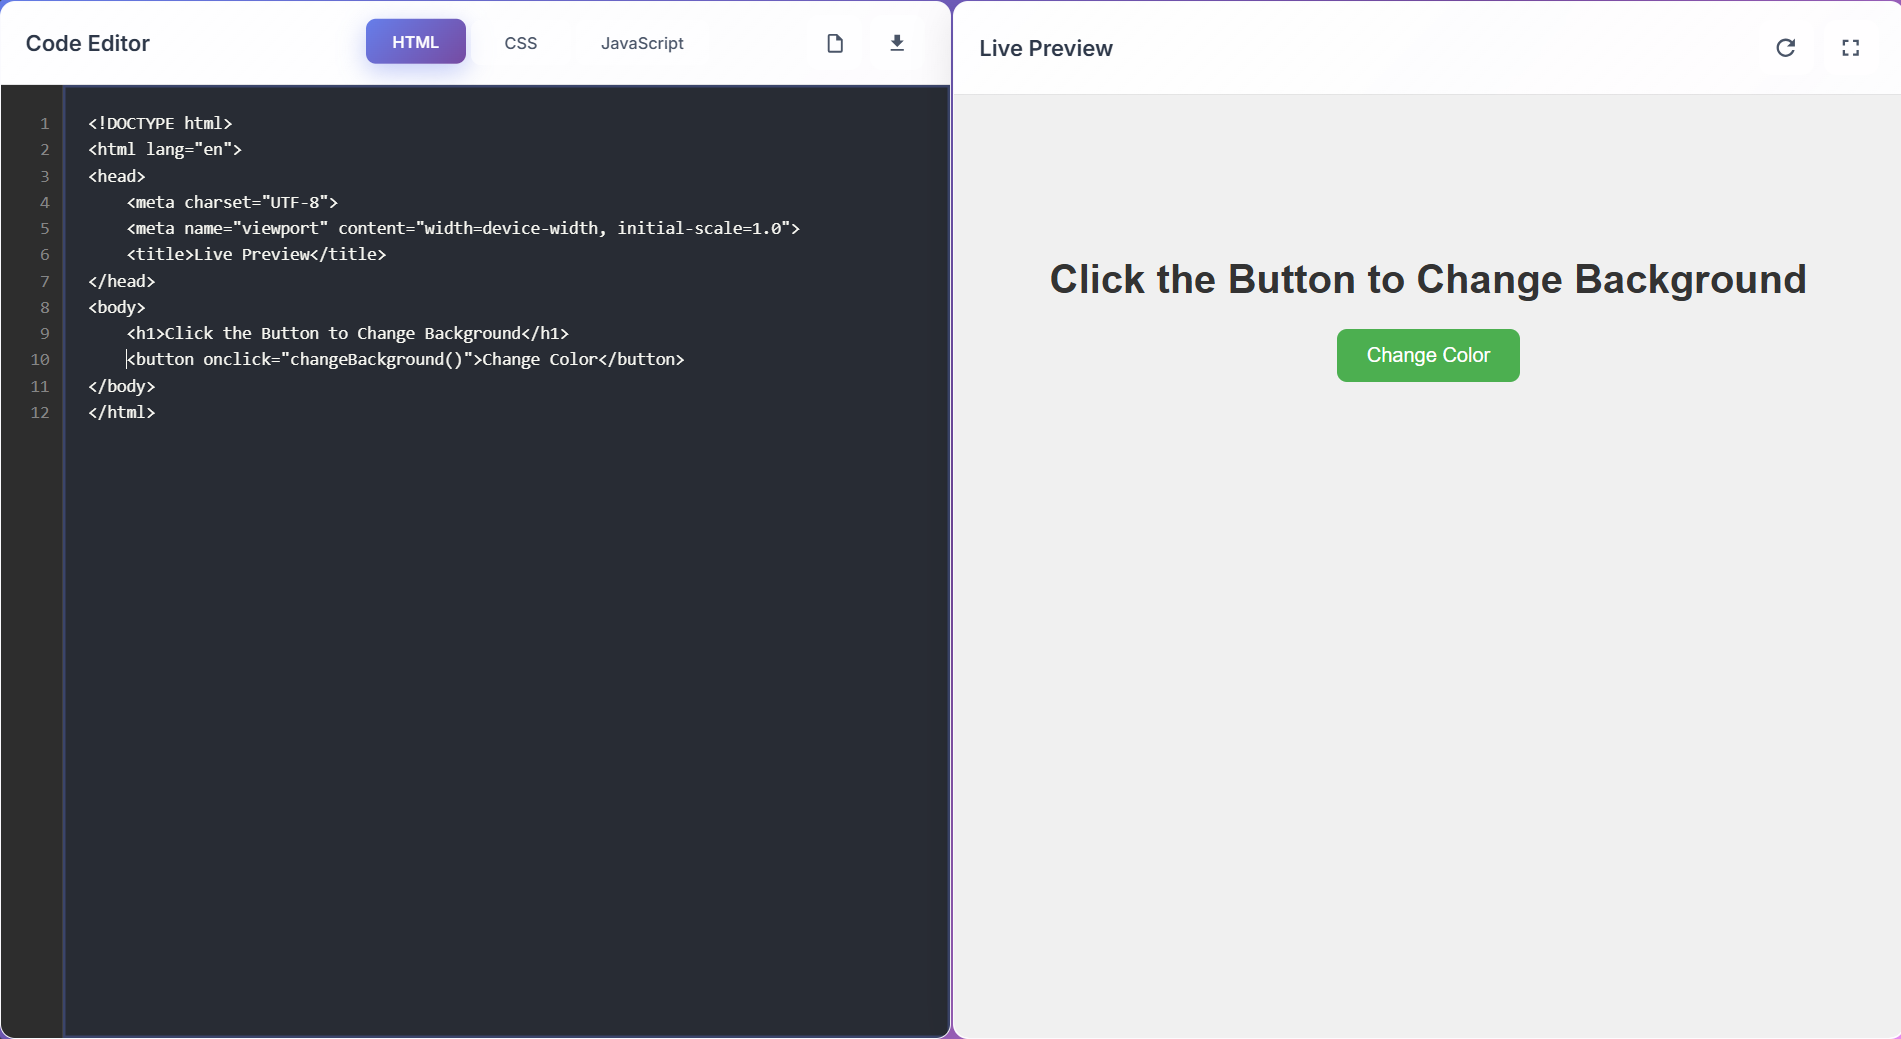 Code Editor
HTML
CSS
JavaScript
1 <!DOCTYPE html>
2 <html lang="en">
3 <head>
4     <meta charset="UTF-8">
5     <meta name="viewport" content="width=device-width, initial-scale=1.0">
6     <title>Live Preview</title>
7 </head>
8 <body>
9     <h1>Click the Button to Change Background</h1>
10     <button onclick="changeBackground()">Change Color</button>
11 </body>
12 </html>
Live Preview
Click the Button to Change Background
Change Color